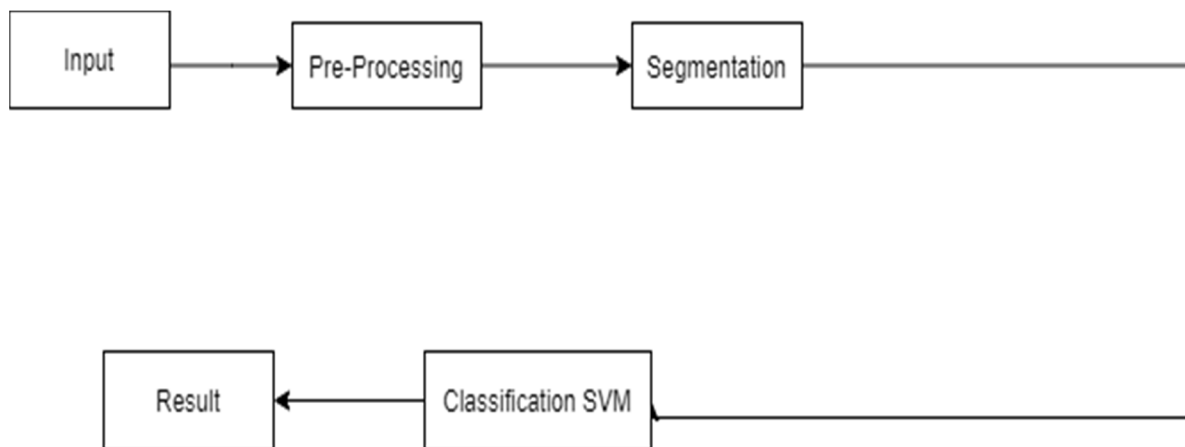 Input
Pre-Processing
Segmentation
Result
Classification SVM